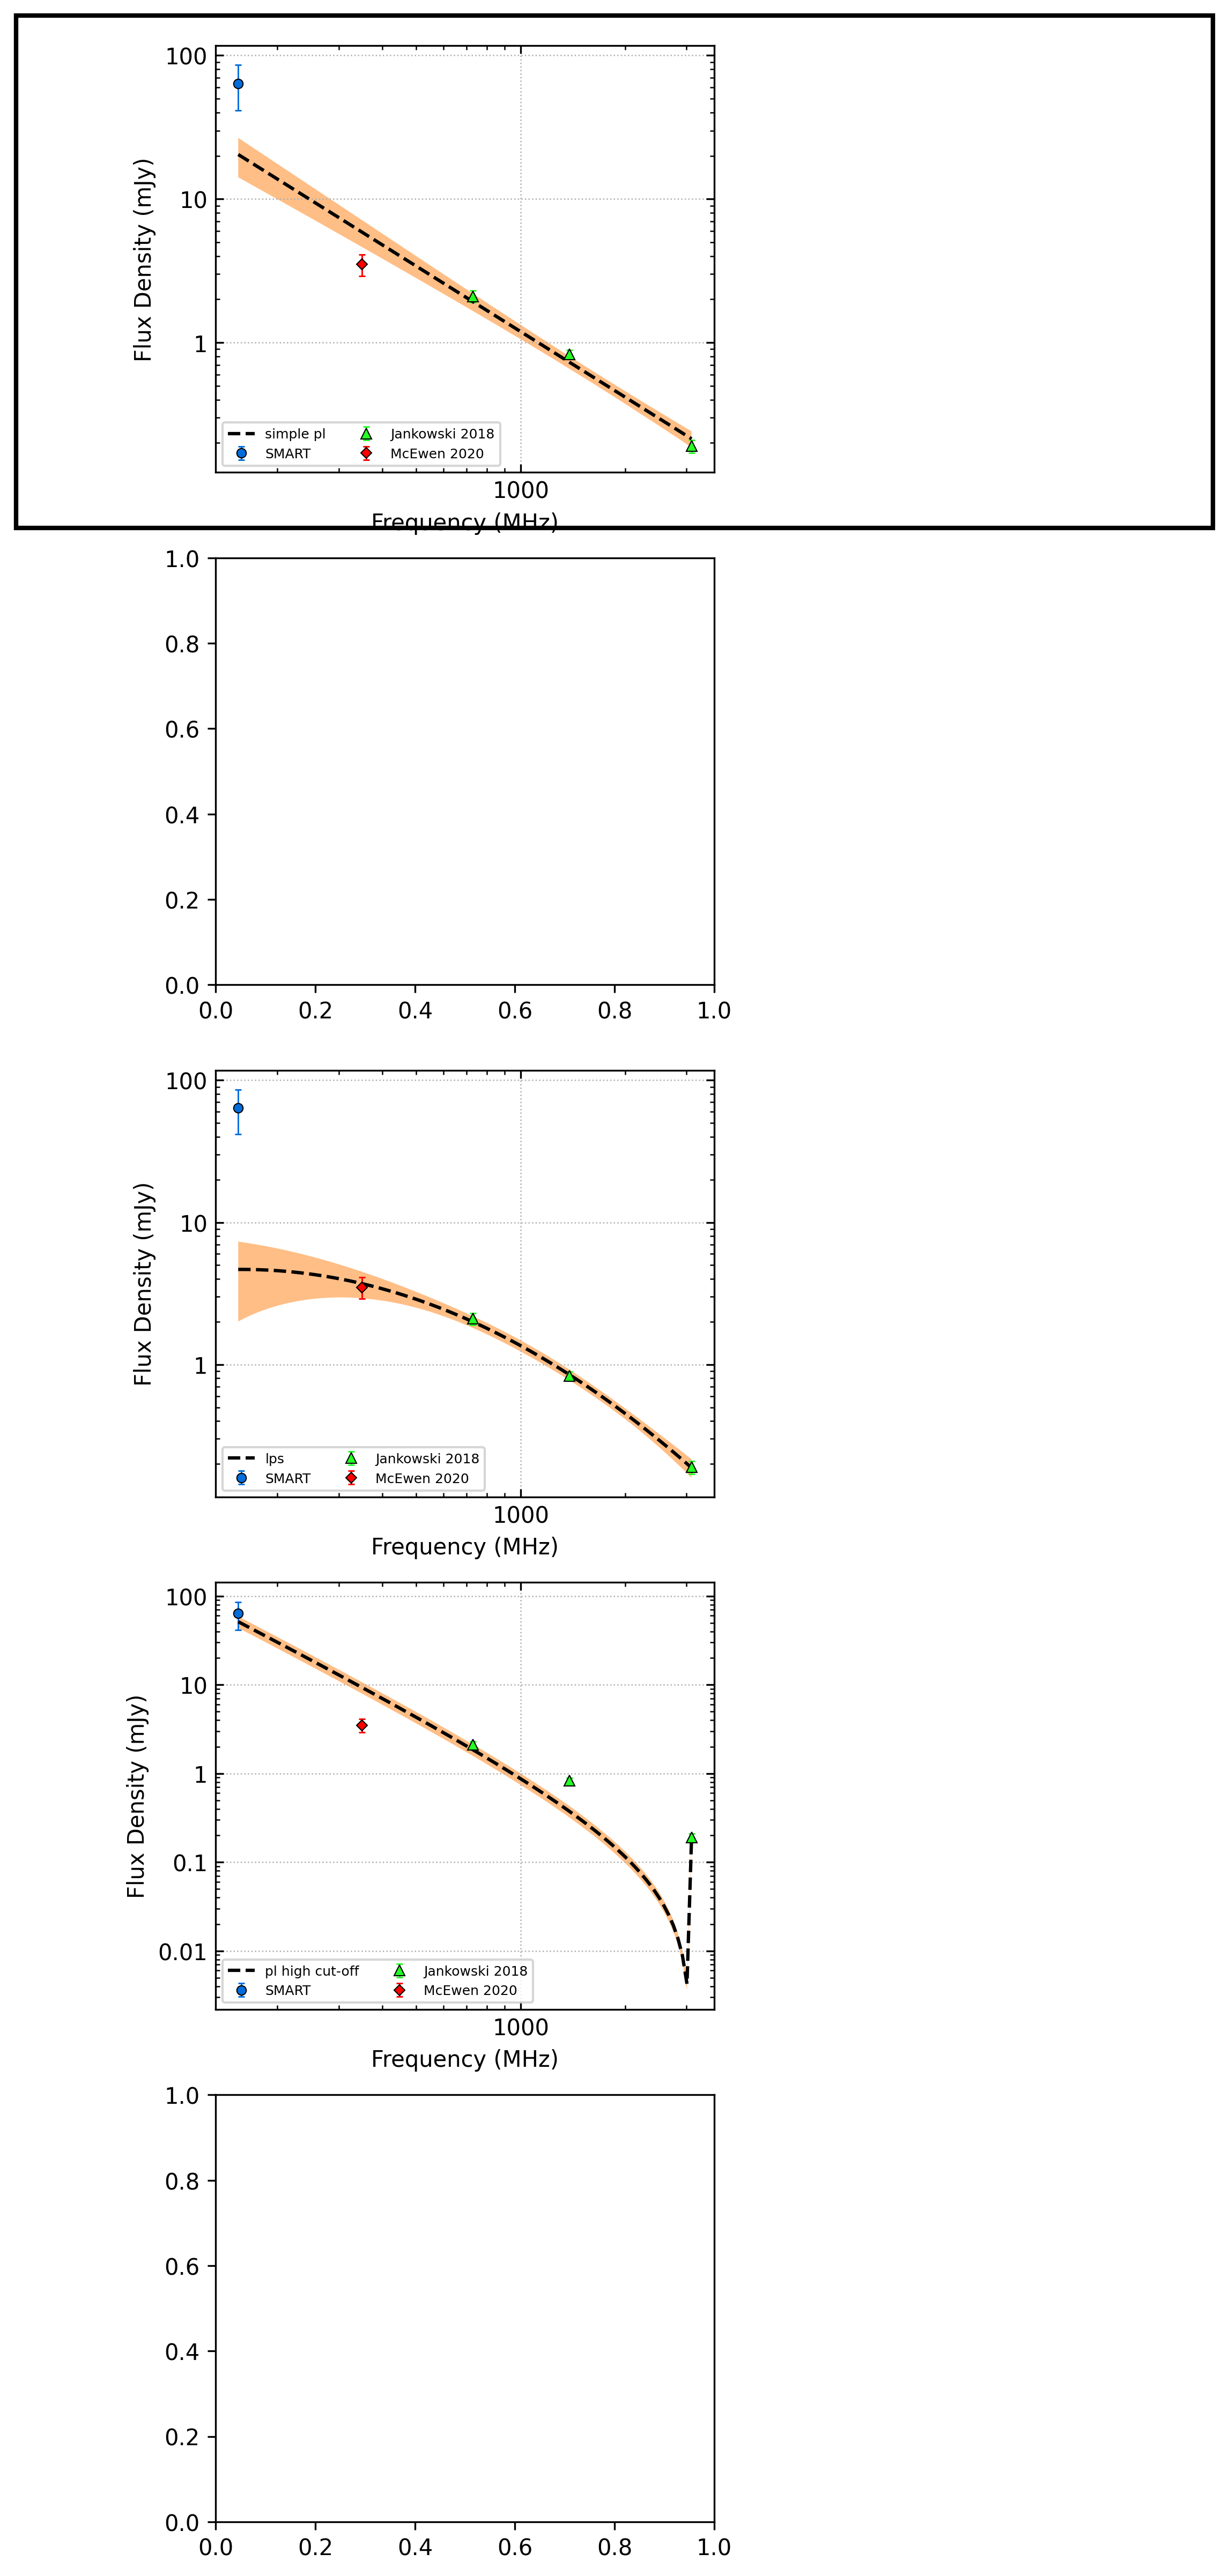 100
10
1
Flux Density (mJy)
simple pl
SMART
Jankowski 2018
McEwen 2020
1000
Frequency (MHz)
1.0
0.8
0.6
0.4
0.2
0.0
0.0 0.2 0.4 0.6 0.8 1.0
100
10
1
Flux Density (mJy)
lps
SMART
Jankowski 2018
McEwen 2020
1000
Frequency (MHz)
100
10
1
0.1
0.01
Flux Density (mJy)
pl high cut-off
SMART
Jankowski 2018
McEwen 2020
1000
Frequency (MHz)
1.0
0.8
0.6
0.4
0.2
0.0
0.0 0.2 0.4 0.6 0.8 1.0